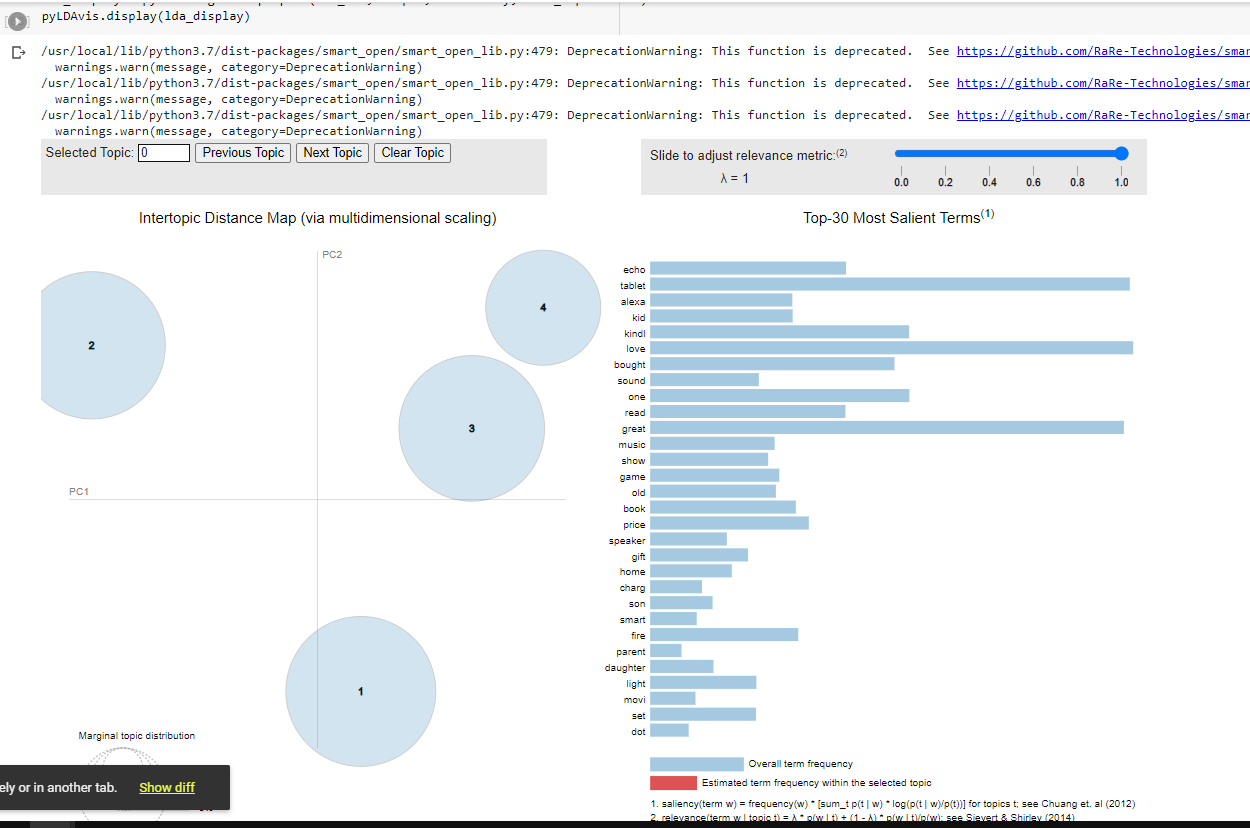 pyLDAvis.display(lda_display)
/usr/local/lib/python3.7/dist-packages/smart_open/smart_open_lib.py:479: DeprecationWarning: This function is deprecated.  See https://github.com/RaRe-Technologies/smar
warnings.warn(message, category=DeprecationWarning)
/usr/local/lib/python3.7/dist-packages/smart_open/smart_open_lib.py:479: DeprecationWarning: This function is deprecated.  See https://github.com/RaRe-Technologies/smar
warnings.warn(message, category=DeprecationWarning)
/usr/local/lib/python3.7/dist-packages/smart_open/smart_open_lib.py:479: DeprecationWarning: This function is deprecated.  See https://github.com/RaRe-Technologies/smar
warnings.warn(message, category=DeprecationWarning)
Selected Topic: 0 Previous Topic Next Topic Clear Topic
Slide to adjust relevance metric:(2)
λ = 1
0.0 0.2 0.4 0.6 0.8 1.0
Intertopic Distance Map (via multidimensional scaling)
PC2
4
2
3
PC1
1
Marginal topic distribution
ely or in another tab. Show diff
Top-30 Most Salient Terms(1)
echo
tablet
alexa
kid
kindl
love
bought
sound
one
read
great
music
show
game
old
book
price
speaker
gift
home
charg
son
smart
fire
parent
daughter
light
movi
set
dot
Overall term frequency
Estimated term frequency within the selected topic
1. saliency(term w) = frequency(w) * [sum_t p(t | w) * log(p(t | w)/p(t))] for topics t; see Chuang et. al (2012)
2. relevance(term w | topic t) = λ * p(w | t) + (1 - λ) * p(w | t)/p(w); see Sievert & Shirley (2014)